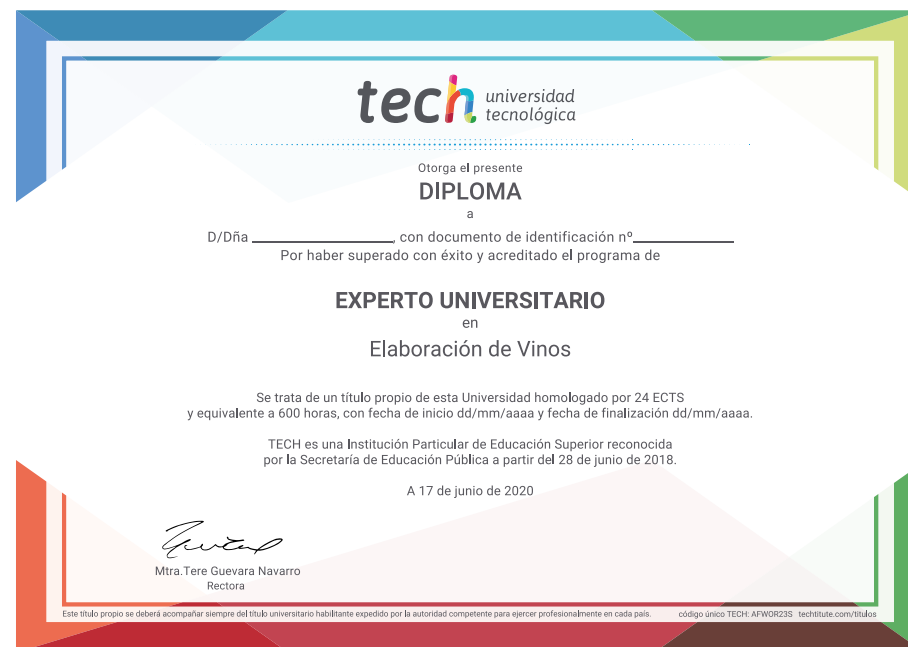 tech universidad
tecnológica
Otorga el presente
DIPLOMA
a
D/Dña ____________________, con documento de identificación nº______________
Por haber superado con éxito y acreditado el programa de
EXPERTO UNIVERSITARIO
en
Elaboración de Vinos
Se trata de un título propio de esta Universidad homologado por 24 ECTS
y equivalente a 600 horas, con fecha de inicio dd/mm/aaaa y fecha de finalización dd/mm/aaaa.
TECH es una Institución Particular de Educación Superior reconocida
por la Secretaría de Educación Pública a partir del 28 de junio de 2018.
A 17 de junio de 2020
Mtra.Tere Guevara Navarro
Rectora
Este título propio se deberá acompañar siempre del título universitario habilitante expedido por la autoridad competente para ejercer profesionalmente en cada país. código único TECH: AFWOR23S techtitute.com/titulos